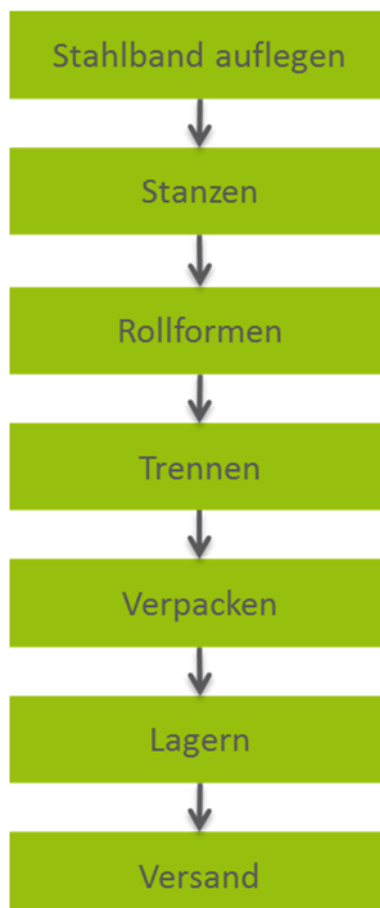 Stahlband auflegen
Stanzen
Rollformen
Trennen
Verpacken
Lagern
Versand